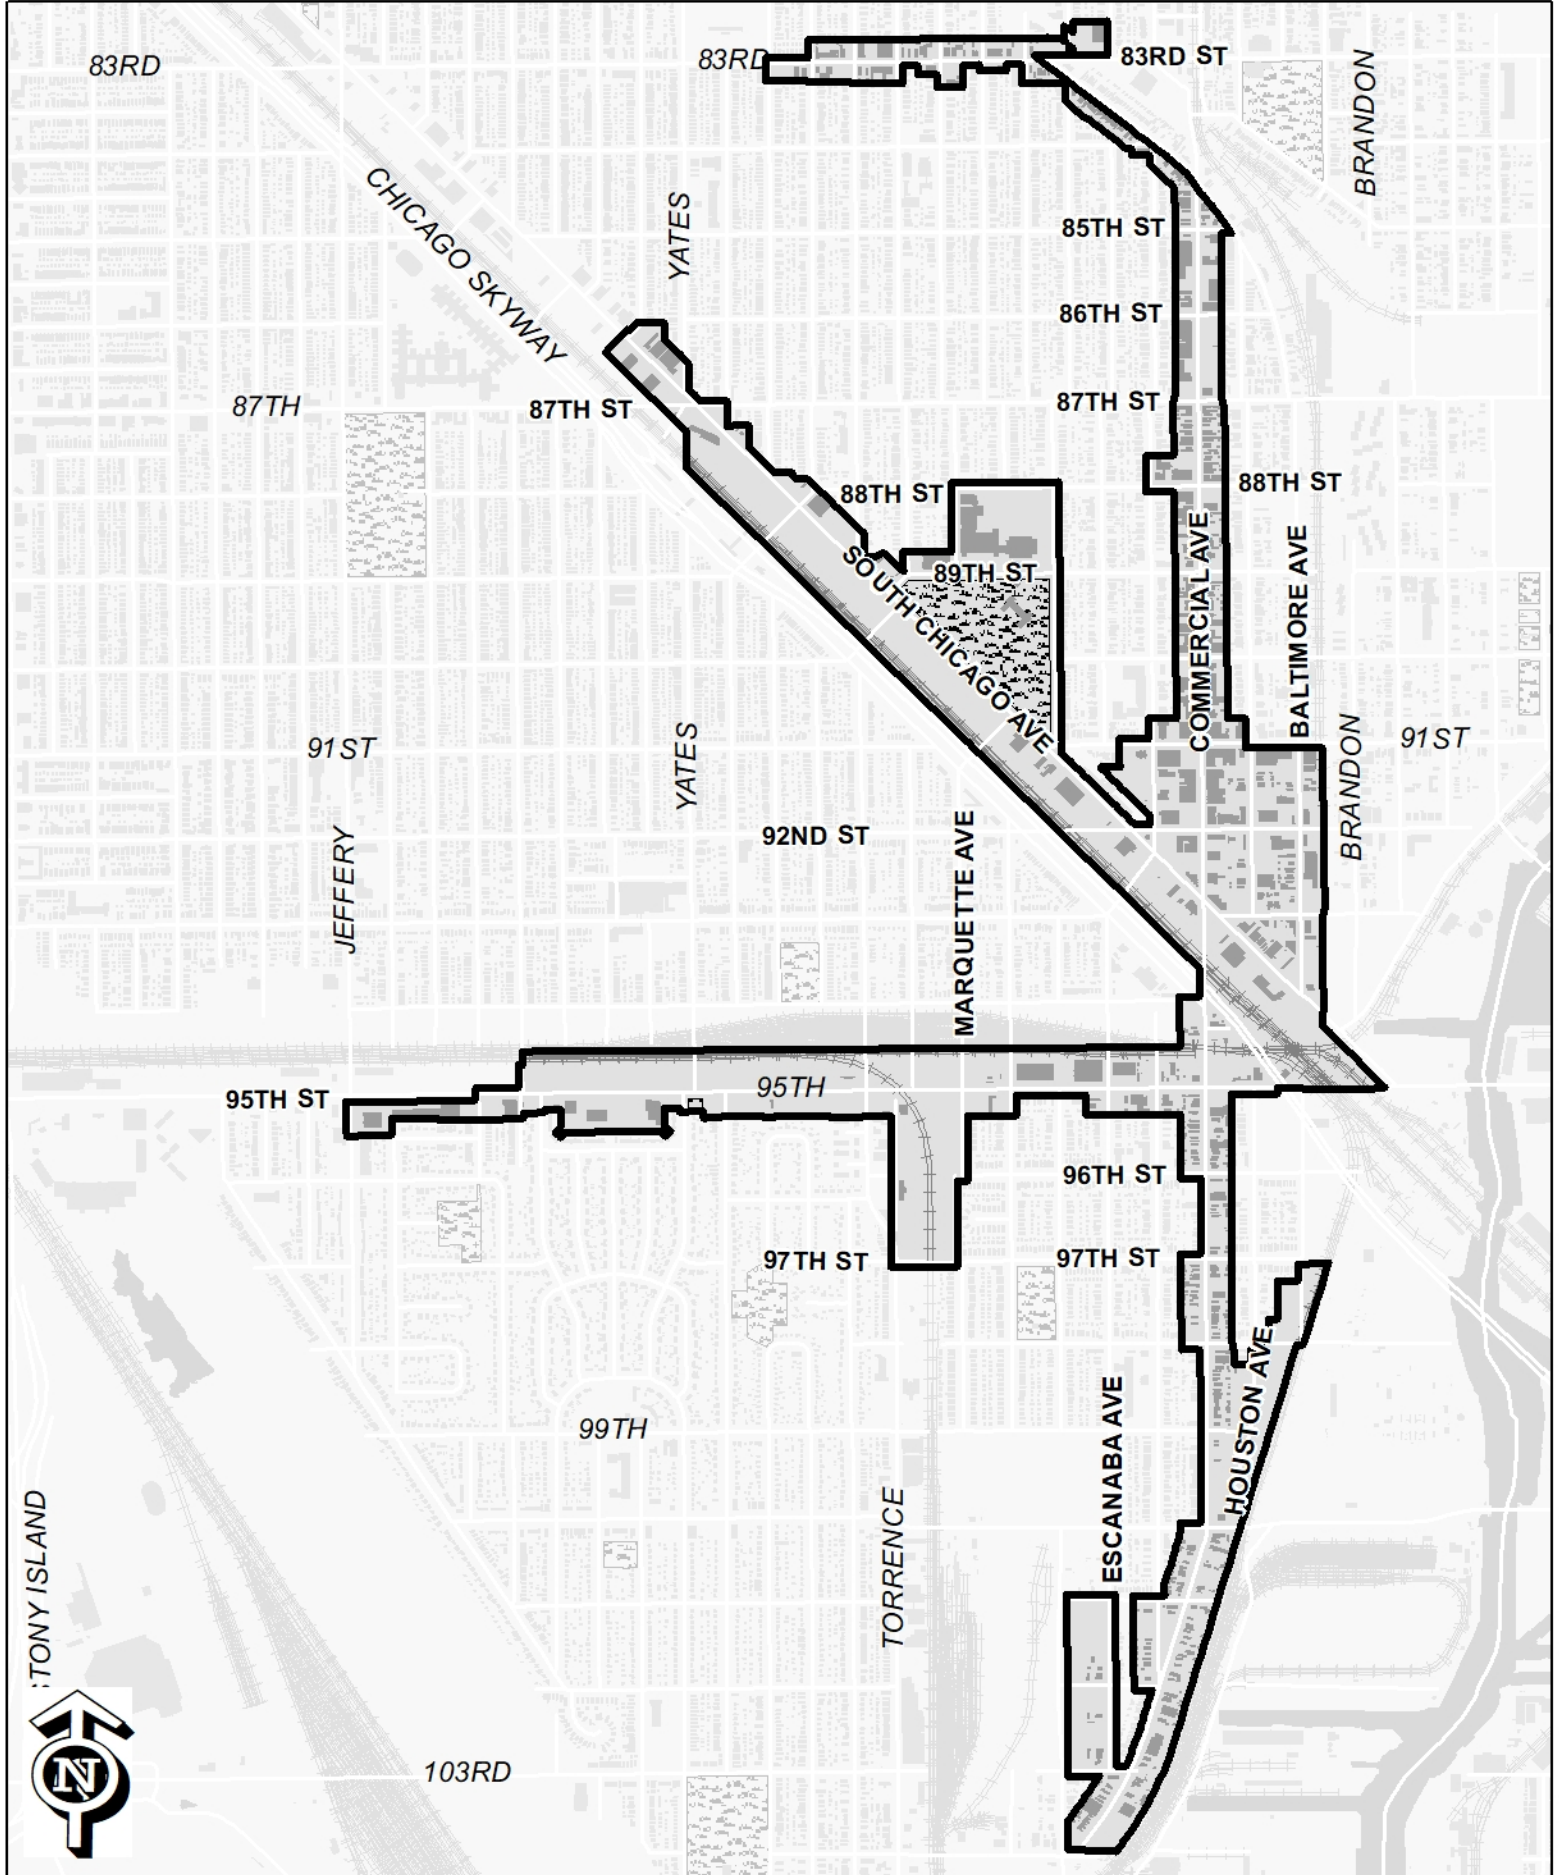 83RD
83RD
83RD ST
BRANDON
CHICAGO SKYWAY
YATES
85TH ST
86TH ST
87TH
87TH ST
87TH ST
88TH ST
88TH ST
SOUTH CHICAGO AVE
89TH ST
COMMERCIAL AVE
BALTIMORE AVE
91ST
YATES
BRANDON
91ST
JEFFERY
92ND ST
MARQUETTE AVE
95TH ST
95TH
96TH ST
97TH ST
97TH ST
HOUSTON AVE
ESCANABA AVE
99TH
STONY ISLAND
TORRENCE
103RD
N